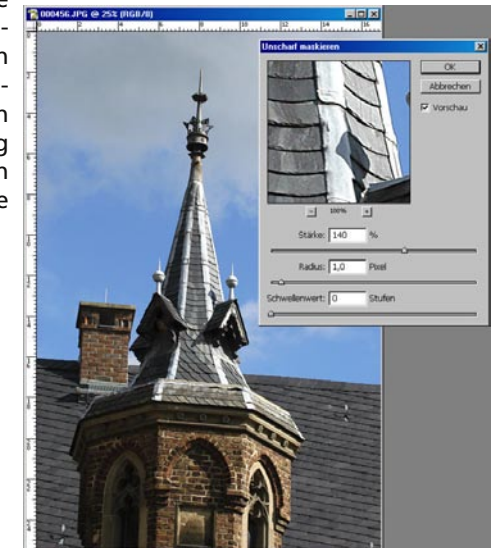 000456.JPG @ 25% (RGB/8)
Unscharf maskieren
OK
Abbrechen
Vorschau
100%
Stärke: 140 %
Radius: 1,0 Pixel
Schwellenwert: 0 Stufen